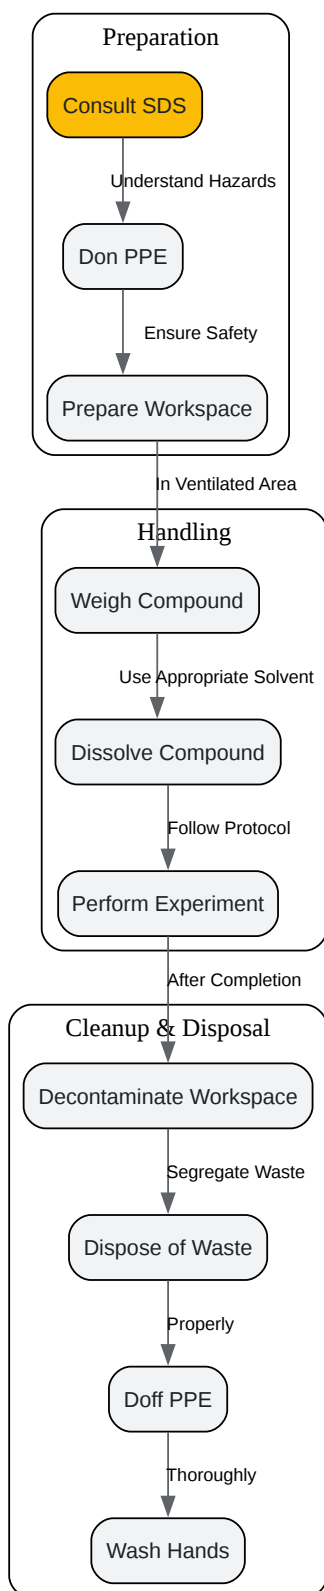 Preparation
Consult SDS
Understand Hazards
Don PPE
Ensure Safety
Prepare Workspace
In Ventilated Area
Handling
Weigh Compound
Use Appropriate Solvent
Dissolve Compound
Follow Protocol
Perform Experiment
After Completion
Cleanup & Disposal
Decontaminate Workspace
Segregate Waste
Dispose of Waste
Properly
Doff PPE
Thoroughly
Wash Hands